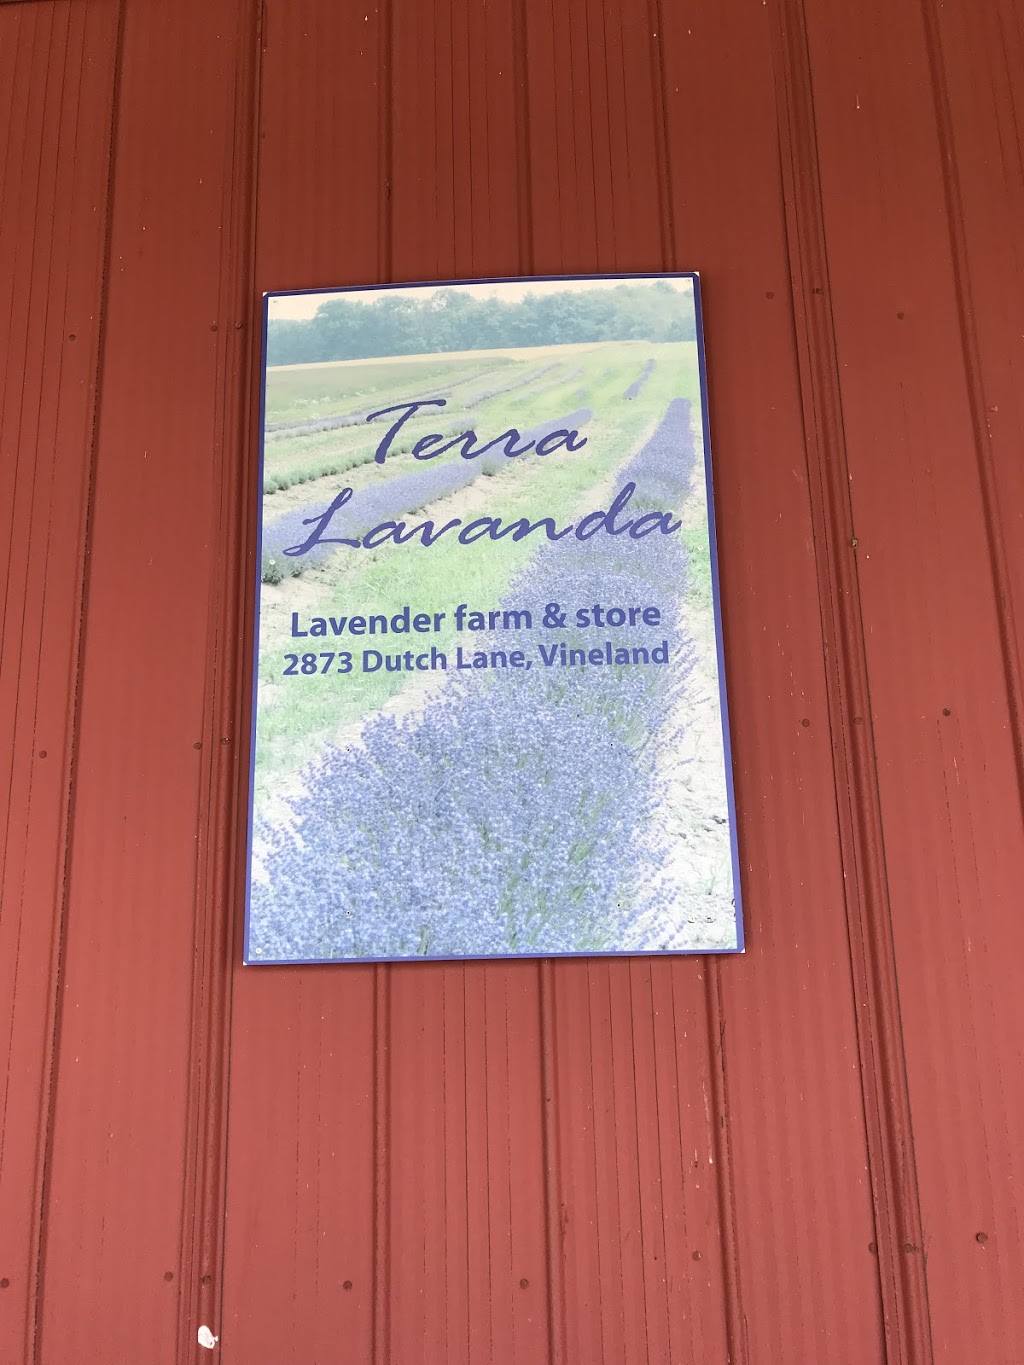 Terra
Lavanda
Lavender farm & store
2873 Dutch Lane, Vineland